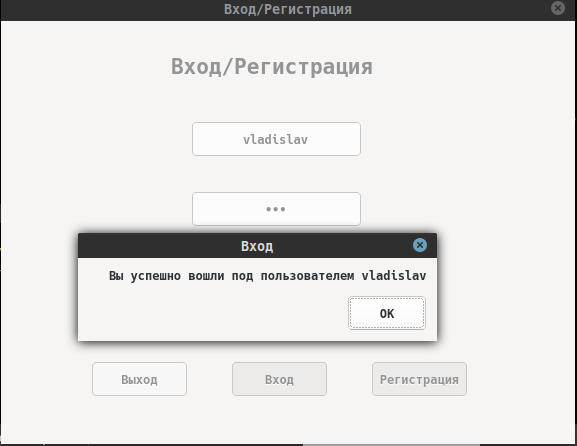 Вход/Регистрация
Вход/Регистрация
vladislav
•••
Вход
Вы успешно вошли под пользователем vladislav
OK
Выход
Вход
Регистрация